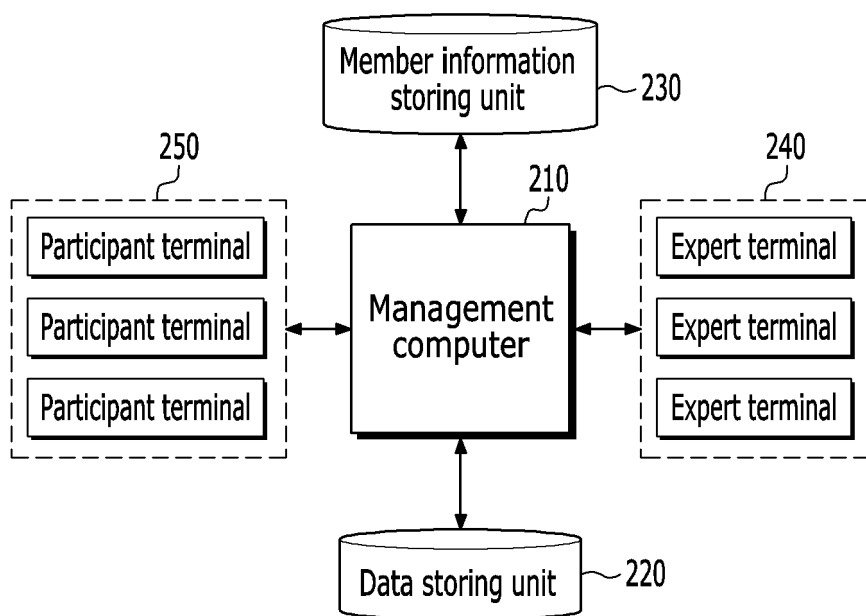 Member information
storing unit
230
250
210
240
Participant terminal
Participant terminal
Participant terminal
Management
computer
Expert terminal
Expert terminal
Expert terminal
Data storing unit
220